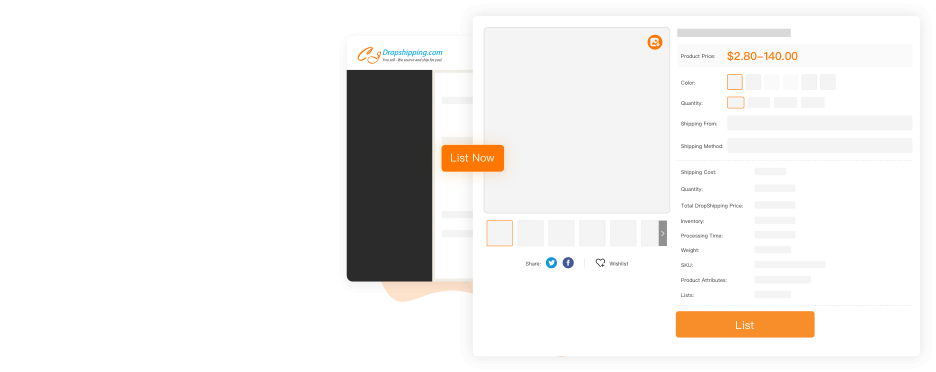 CJDropshipping.com
You sell - We source and ship for you!
List Now
Share:
Wishlist
Product Price: $2.80–140.00
Color:
Quantity:
Shipping From:
Shipping Method:
Shipping Cost:
Quantity:
Total DropShipping Price:
Inventory:
Processing Time:
Weight:
SKU:
Product Attributes:
Lists:
List